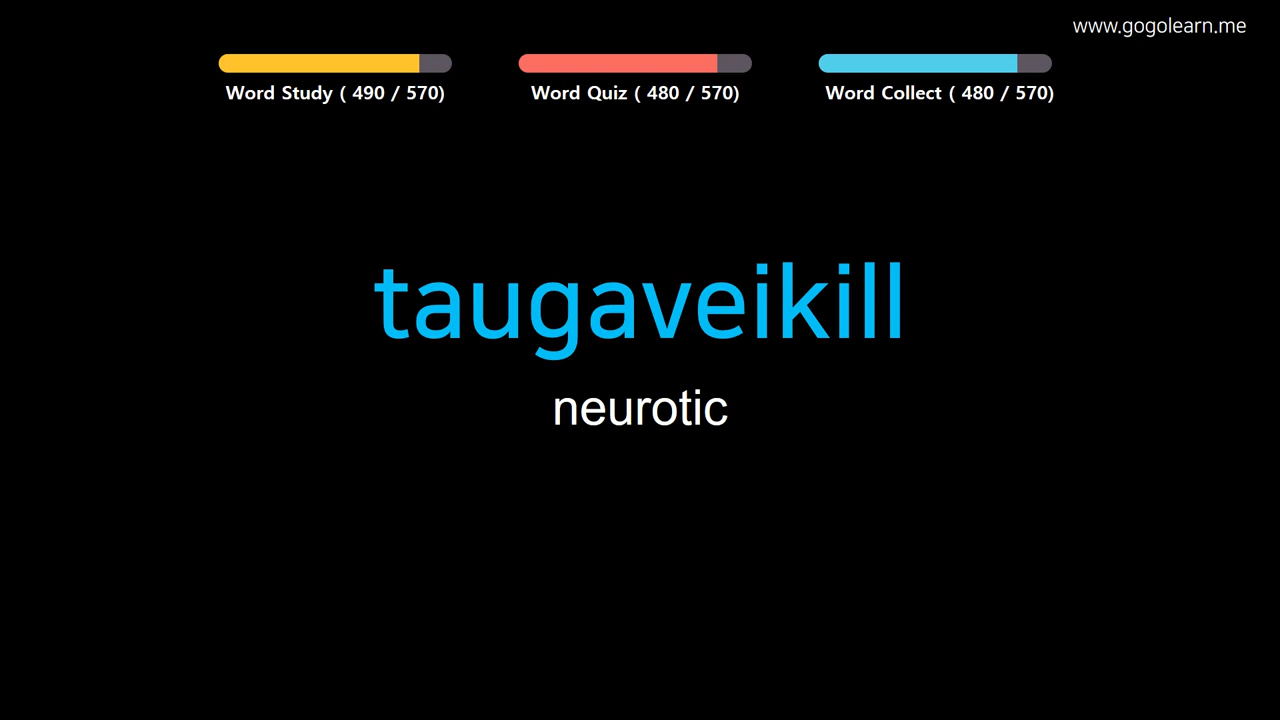 www.gogolearn.me
Word Study ( 490 / 570)
Word Quiz ( 480 / 570)
Word Collect ( 480 / 570)
taugaveikill
neurotic